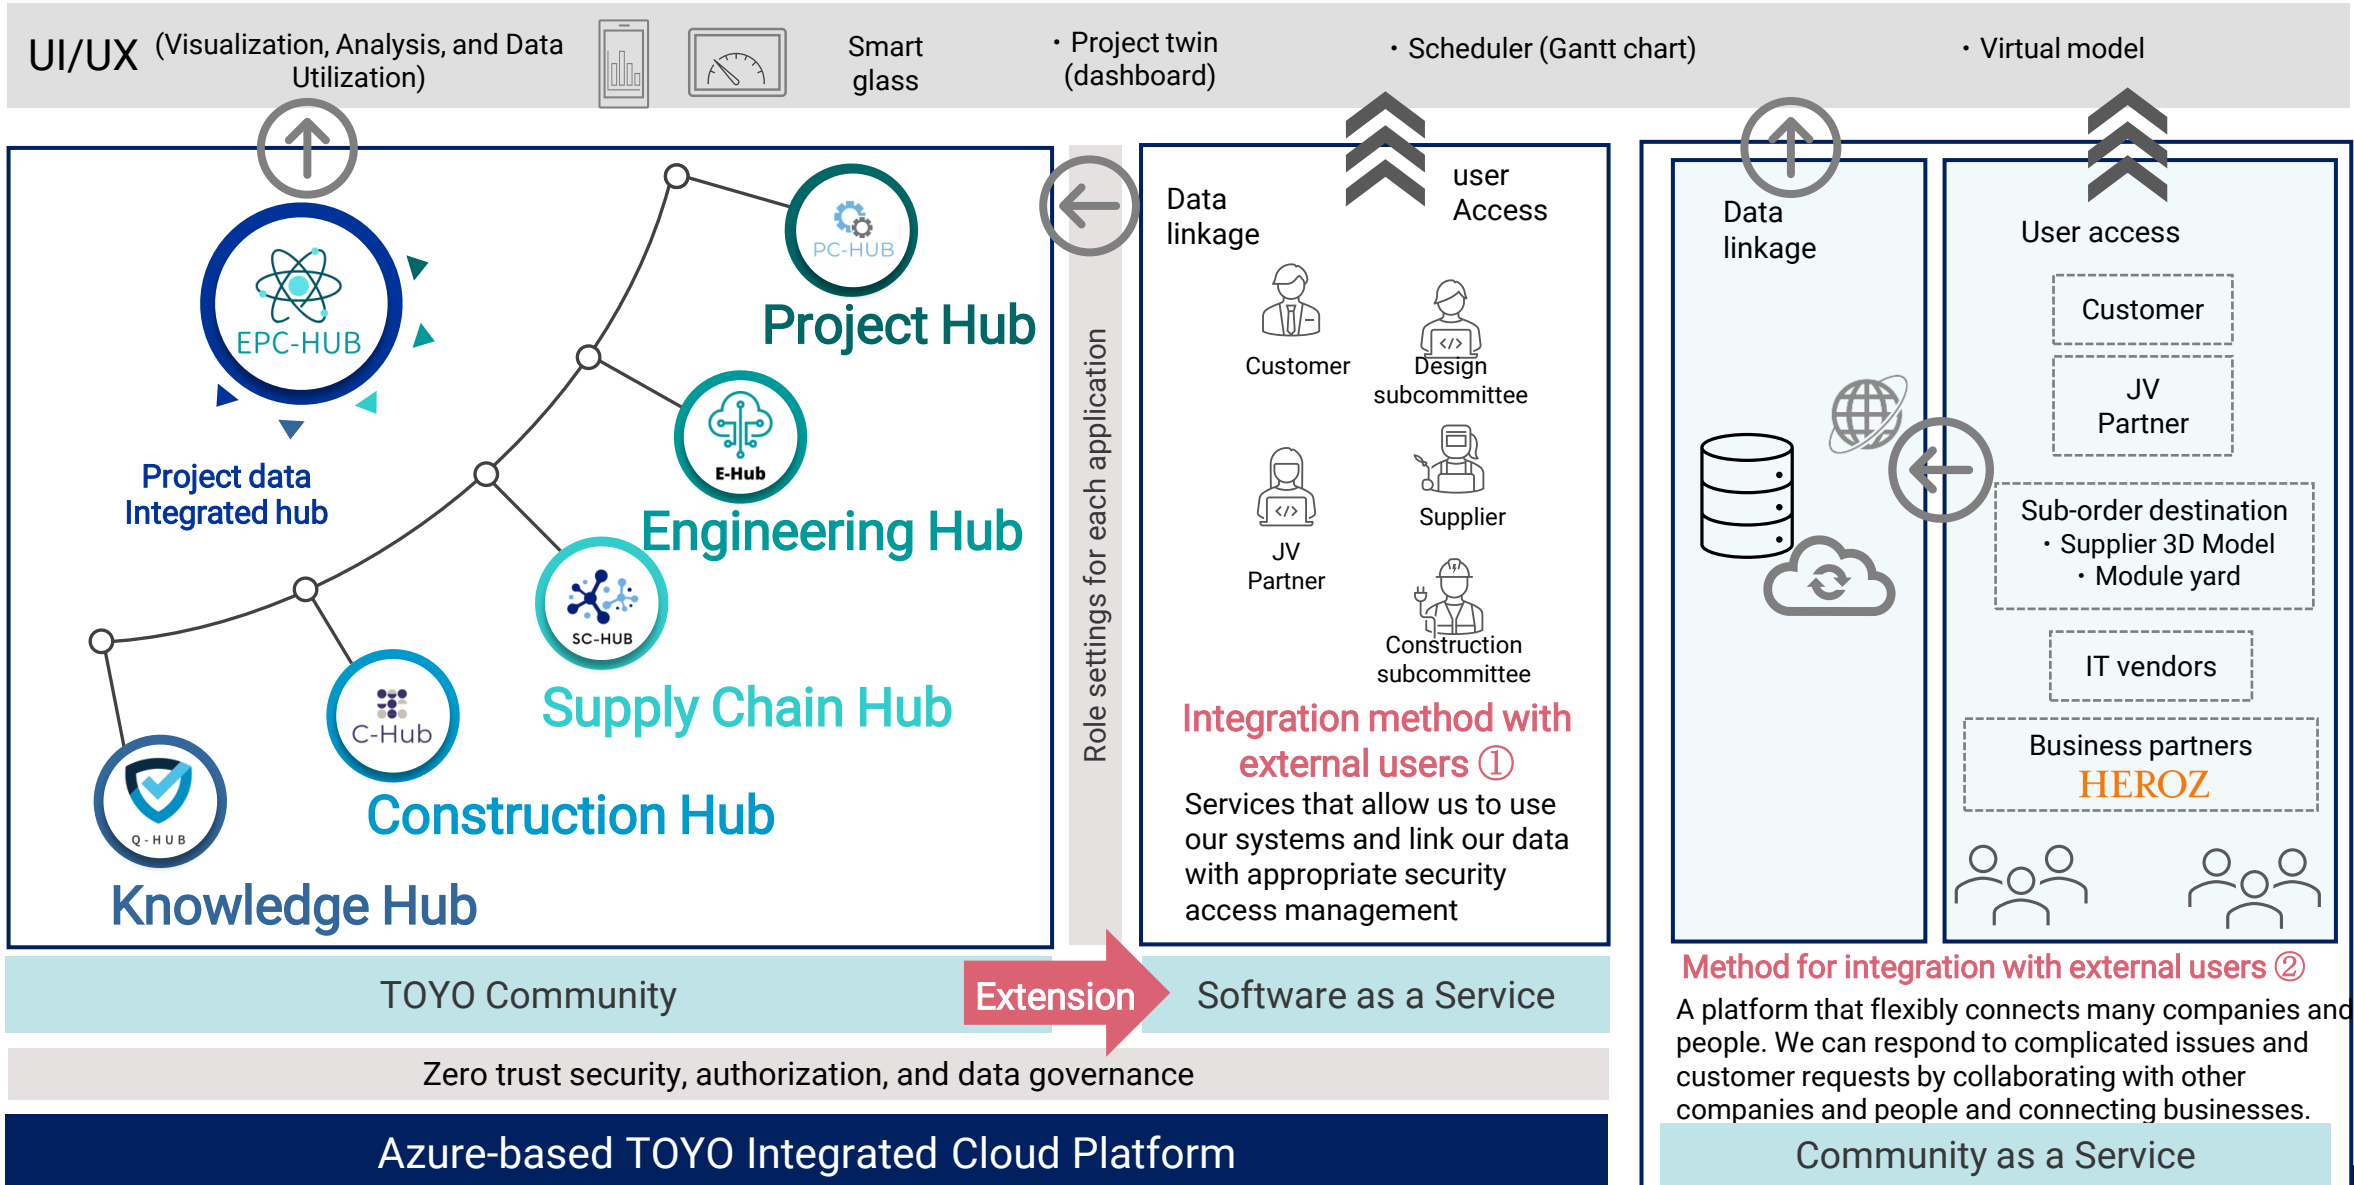 UI/UX
(Visualization, Analysis, and Data
Utilization)
Smart
glass
・Project twin
(dashboard)
・Scheduler (Gantt chart)
・Virtual model
EPC-HUB
Project data
Integrated hub
PC-HUB
Project Hub
E-Hub
Engineering Hub
SC-HUB
Supply Chain Hub
C-Hub
Construction Hub
Q-HUB
Knowledge Hub
Role settings for each application
Data
linkage
user
Access
Customer
</>
Design
subcommittee
</>
JV
Partner
Supplier
Construction
subcommittee
Integration method with
external users ①
Services that allow us to use
our systems and link our data
with appropriate security
access management
Data
linkage
User access
Customer
JV
Partner
Sub-order destination
・Supplier 3D Model
・Module yard
IT vendors
Business partners
HEROZ
Method for integration with external users ②
A platform that flexibly connects many companies and
people. We can respond to complicated issues and
customer requests by collaborating with other
companies and people and connecting businesses.
TOYO Community
Extension
Software as a Service
Zero trust security, authorization, and data governance
Azure-based TOYO Integrated Cloud Platform
Community as a Service